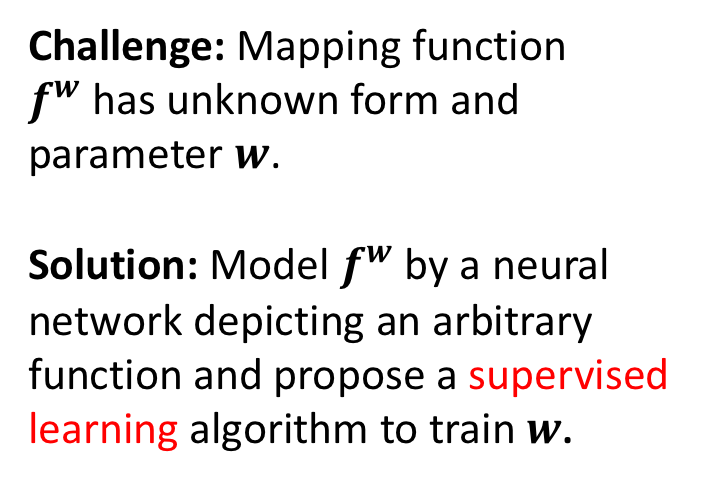 Challenge: Mapping function
f^w has unknown form and
parameter w.
Solution: Model f^w by a neural
network depicting an arbitrary
function and propose a supervised
learning algorithm to train w.